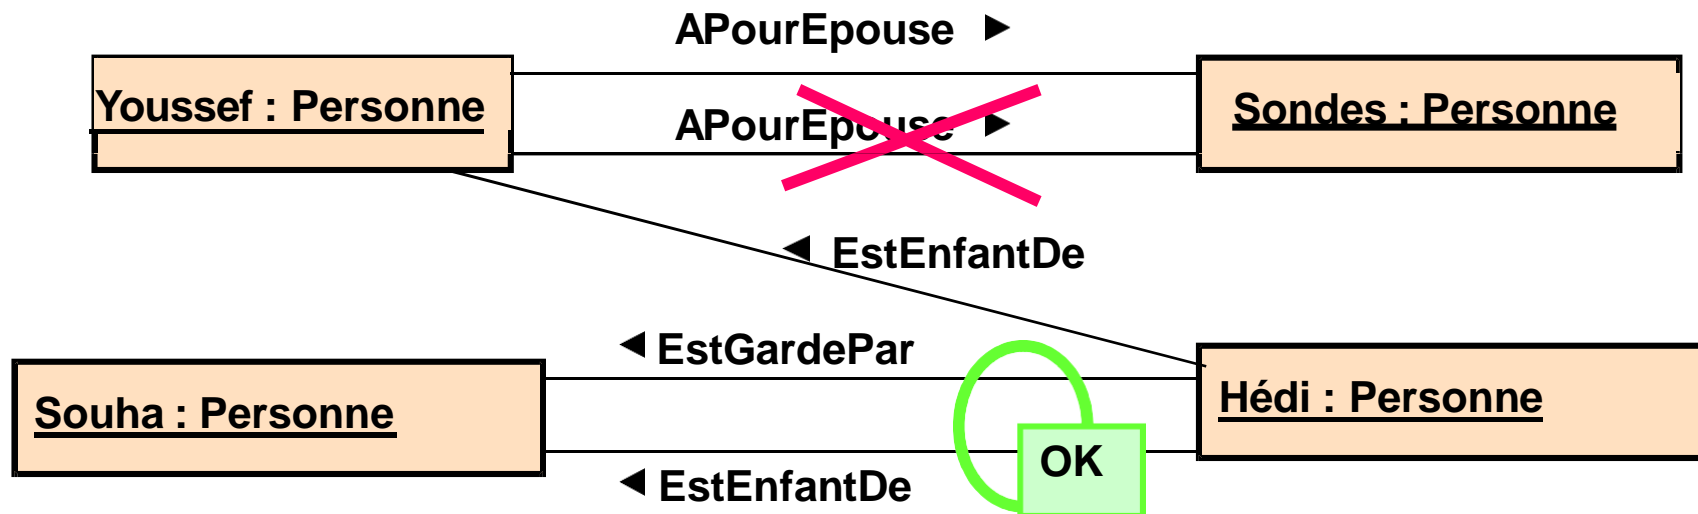 APourEpouse ►
Youssef : Personne
Sondes : Personne
APourEpouse ►
◄ EstEnfantDe
◄ EstGardePar
Souha : Personne
Hédi : Personne
OK
◄ EstEnfantDe